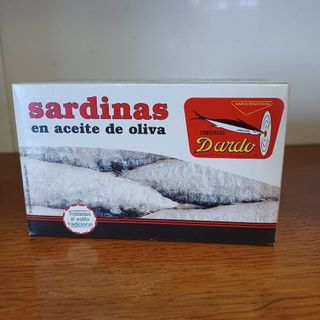 sardinas
en aceite de oliva
MARCA REGISTRADA
CONSERVAS
Dardo
Tostadas
al estilo
tradicional